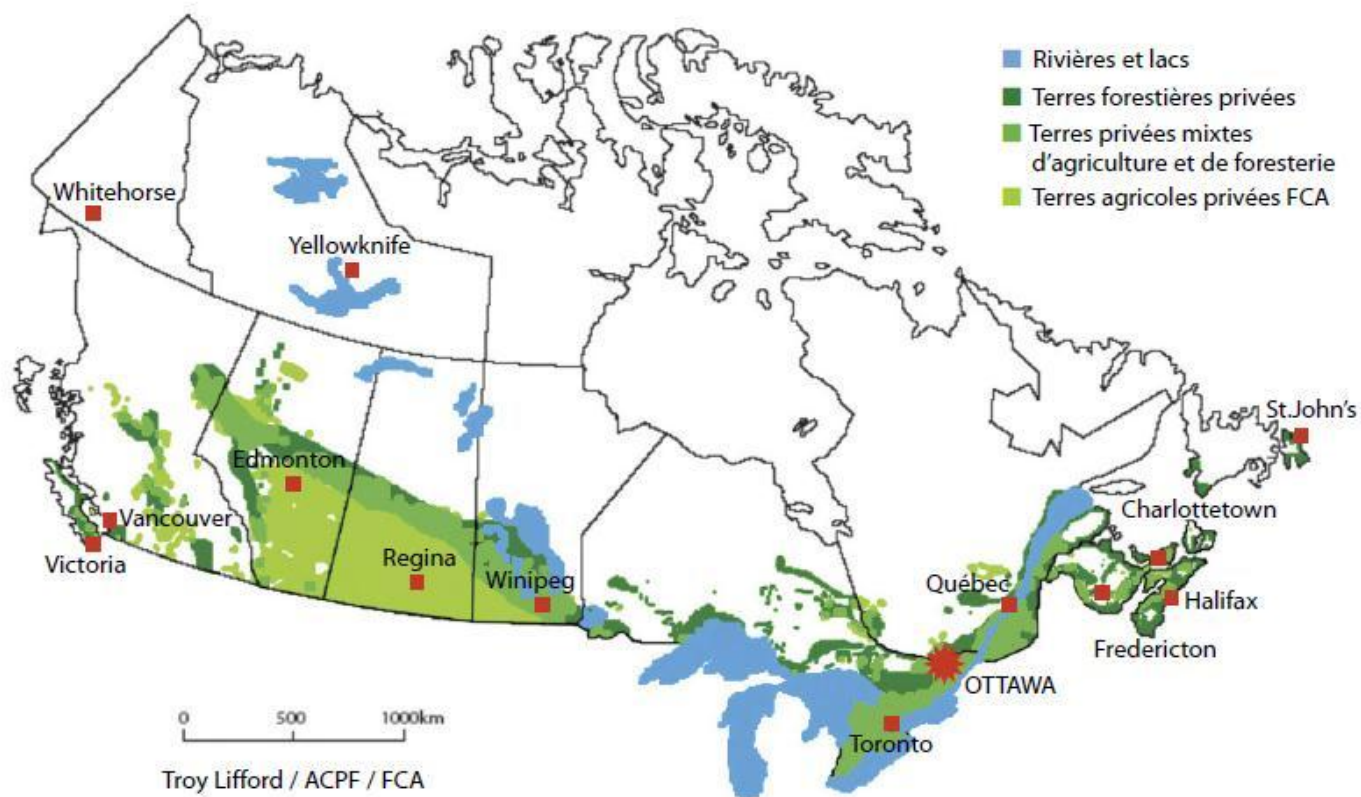 Rivières et lacs
Terres forestières privées
Terres privées mixtes
d'agriculture et de foresterie
Terres agricoles privées FCA
Whitehorse
Yellowknife
St.John's
Edmonton
Charlottetown
Vancouver
Victoria
Regina
Winipeg
Québec
Halifax
Fredericton
OTTAWA
Toronto
0 500 1000km
Troy Lifford / ACPF / FCA